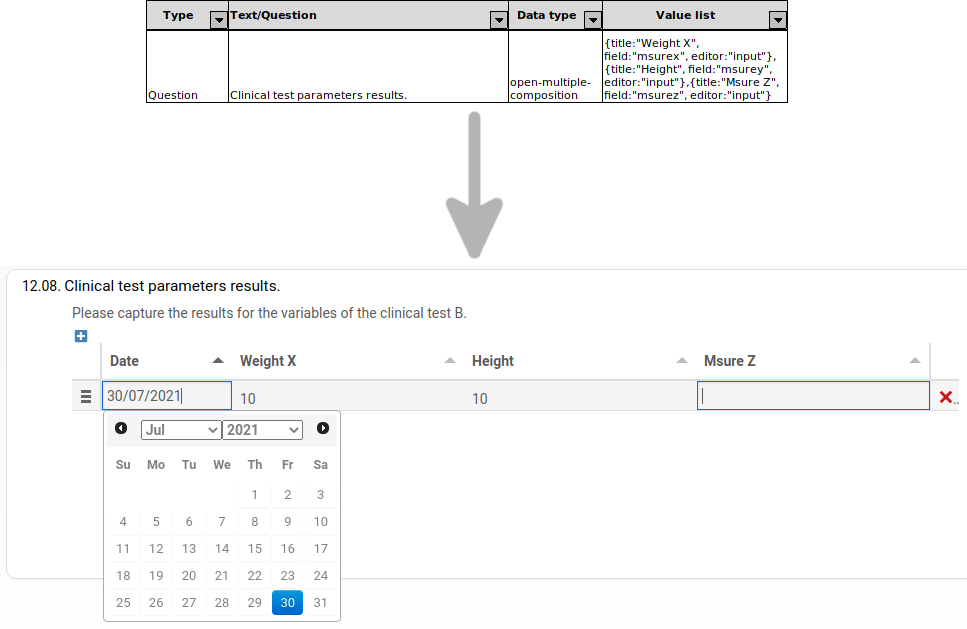 Type Text/Question Data type Value list
Question Clinical test parameters results. open-multiple-
composition {title:"Weight X",
field:"msurex", editor:"input"},
{title:"Height", field:"msurey",
editor:"input"},{title:"Msure Z",
field:"msurez", editor:"input"}
12.08. Clinical test parameters results.
Please capture the results for the variables of the clinical test B.
Date Weight X Height Msure Z
30/07/2021 10 10
Jul 2021
Su Mo Tu We Th Fr Sa
1 2 3
4 5 6 7 8 9 10
11 12 13 14 15 16 17
18 19 20 21 22 23 24
25 26 27 28 29 30 31